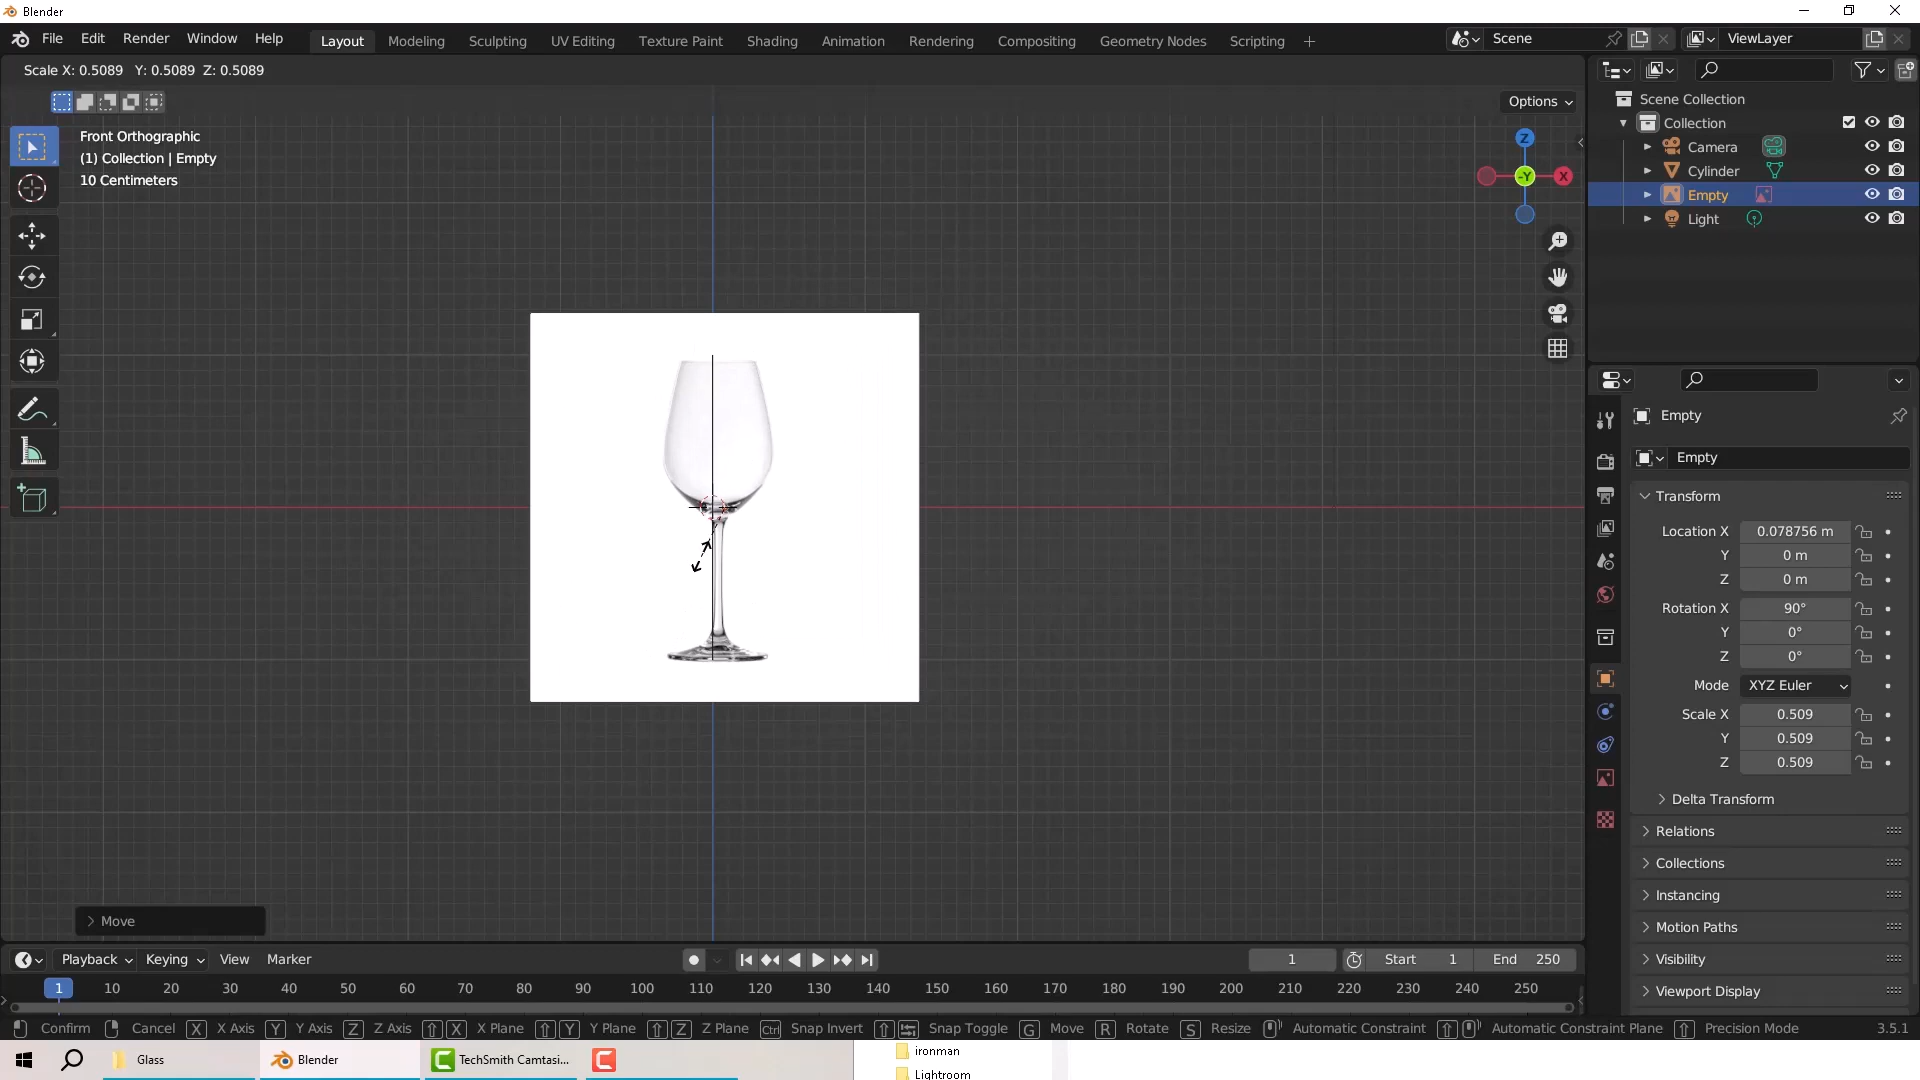 Blender
File Edit Render Window Help
Layout Modeling Sculpting UV Editing Texture Paint Shading Animation Rendering Compositing Geometry Nodes Scripting +
Scene
ViewLayer
Scale X: 0.5089 Y: 0.5089 Z: 0.5089
Options
Front Orthographic
(1) Collection | Empty
10 Centimeters
Z
-Y
X
Scene Collection
Collection
Camera
Cylinder
Empty
Light
Empty
Empty
Transform
Location X 0.078756 m
Y 0 m
Z 0 m
Rotation X 90°
Y 0°
Z 0°
Mode XYZ Euler
Scale X 0.509
Y 0.509
Z 0.509
Delta Transform
Relations
Collections
Instancing
Motion Paths
Visibility
Viewport Display
Move
Playback Keying View Marker
1 Start 1 End 250
1 10 20 30 40 50 60 70 80 90 100 110 120 130 140 150 160 170 180 190 200 210 220 230 240 250
Confirm Cancel X X Axis Y Y Axis Z Z Axis X X Plane Y Y Plane Z Z Plane Ctrl Snap Invert Snap Toggle G Move R Rotate S Resize Automatic Constraint Automatic Constraint Plane Precision Mode 3.5.1
Glass Blender TechSmith Camtasi...
ironman
Lightroom